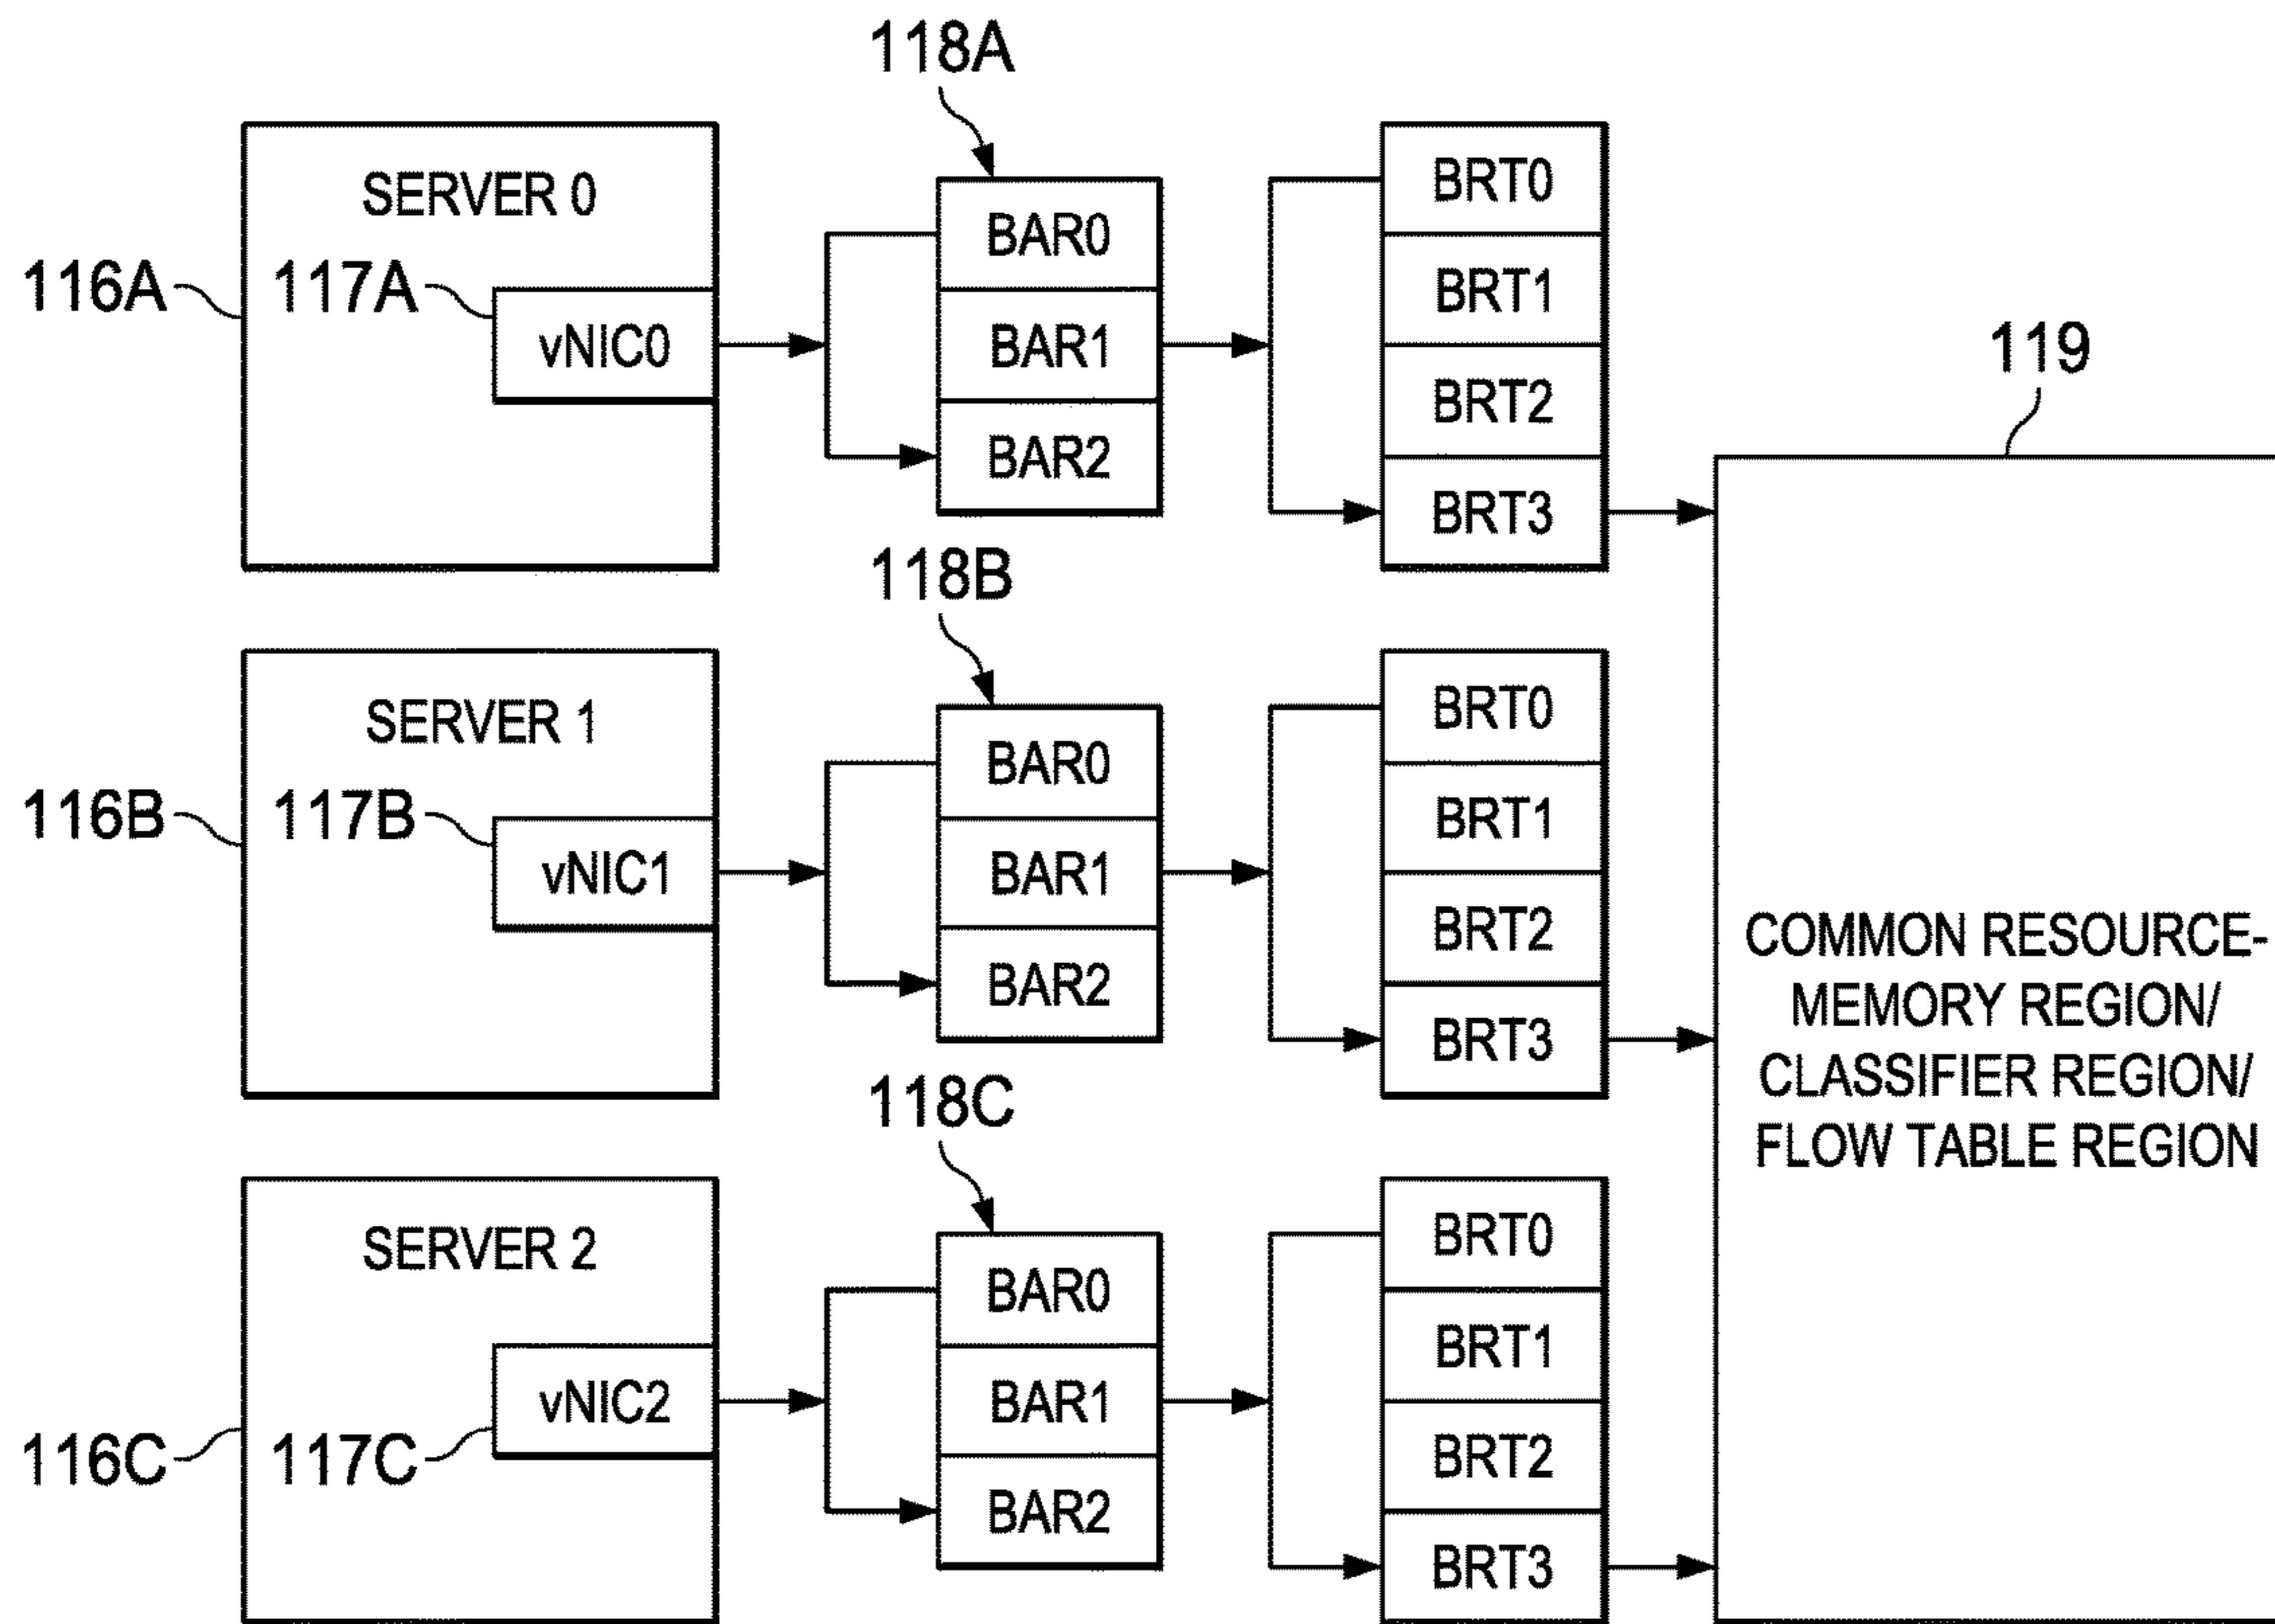 118A
SERVER 0
116A
117A
vNIC0
BAR0
BAR1
BAR2
BRT0
BRT1
BRT2
BRT3
119
118B
SERVER 1
116B
117B
vNIC1
BAR0
BAR1
BAR2
BRT0
BRT1
BRT2
BRT3
COMMON RESOURCE-
MEMORY REGION/
CLASSIFIER REGION/
FLOW TABLE REGION
118C
SERVER 2
116C
117C
vNIC2
BAR0
BAR1
BAR2
BRT0
BRT1
BRT2
BRT3